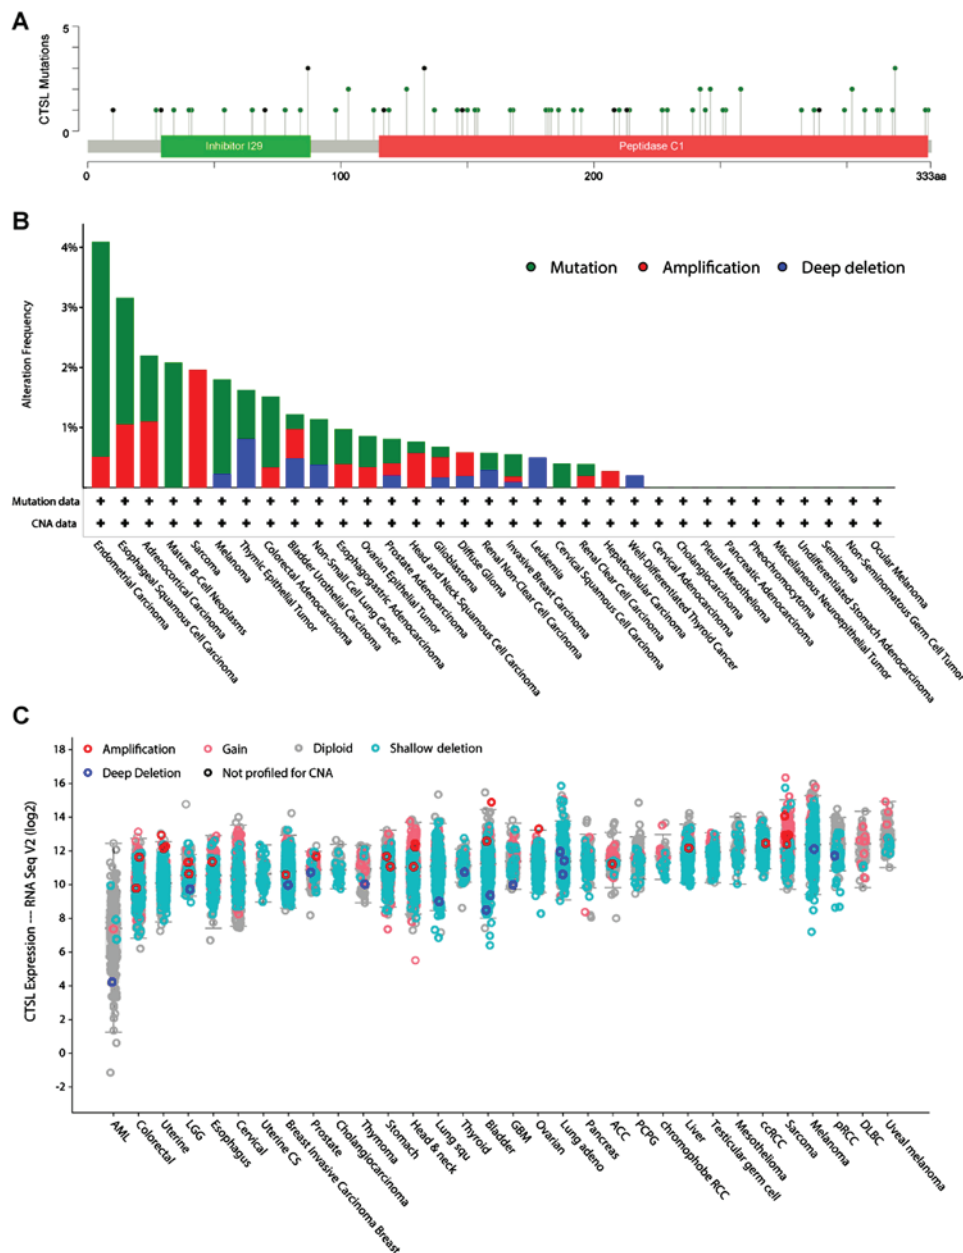 A
CTSL Mutations
5
0
Inhibitor I29
Peptidase C1
0
100
200
333aa
B
Alteration Frequency
4%
3%
2%
1%
Mutation
Amplification
Deep deletion
Mutation data
CNA data
Endometrial Carcinoma
Esophageal Squamous Cell Carcinoma
Adrenocortical Carcinoma
Mature B-Cell Neoplasms
Sarcoma
Melanoma
Thymic Epithelial Tumor
Colorectal Adenocarcinoma
Bladder Urothelial Carcinoma
Non-Small Cell Lung Cancer
Esophagogastric Adenocarcinoma
Ovarian Epithelial Tumor
Prostate Adenocarcinoma
Head and Neck Squamous Cell Carcinoma
Glioblastoma
Diffuse Glioma
Renal Non-Clear Cell Carcinoma
Invasive Breast Carcinoma
Leukemia
Cervical Squamous Cell Carcinoma
Renal Clear Cell Carcinoma
Hepatocellular Carcinoma
Well-Differentiated Thyroid Cancer
Cervical Adenocarcinoma
Cholangiocarcinoma
Pleural Mesothelioma
Pancreatic Adenocarcinoma
Pheochromocytoma
Miscellaneous Neuroepithelial Tumor
Undifferentiated Stomach Adenocarcinoma
Seminoma
Non-Seminomatous Germ Cell Tumor
Ocular Melanoma
C
Amplification
Gain
Diploid
Shallow deletion
Deep Deletion
Not profiled for CNA
CTSL Expression --- RNA Seq V2 (log2)
18
16
14
12
10
8
6
4
2
0
-2
AML
Colorectal
Uterine
LGG
Esophagus
Cervical
Uterine CS
Breast Invasive Carcinoma Breast
Prostate
Cholangiocarcinoma
Thymoma
Stomach
Head & neck
Lung squ
Thyroid
Bladder
GBM
Ovarian
Lung adeno
Pancreas
ACC
PCPG
chromophobe RCC
Liver
Testicular germ cell
Mesothelioma
ccRCC
Sarcoma
Melanoma
pRCC
DLBC
Uveal melanoma